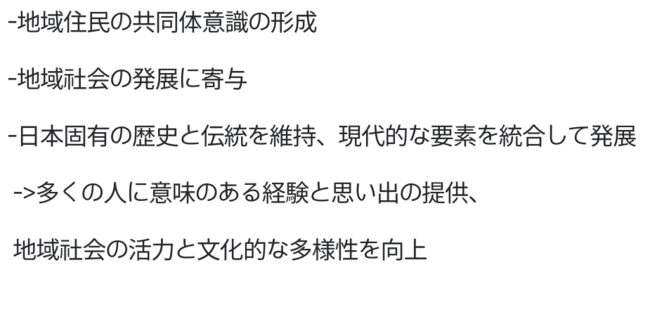 -地域住民の共同体意識の形成
-地域社会の発展に寄与
-日本固有の歴史と伝統を維持、現代的な要素を統合して発展
->多くの人に意味のある経験と思い出の提供、
地域社会の活力と文化的な多様性を向上